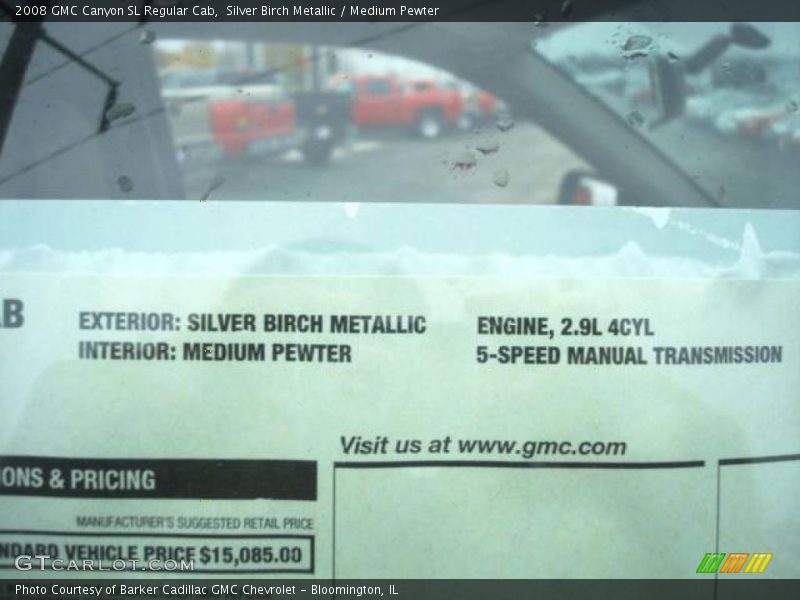 2008 GMC Canyon SL Regular Cab, Silver Birch Metallic / Medium Pewter
AB
EXTERIOR: SILVER BIRCH METALLIC
INTERIOR: MEDIUM PEWTER
ENGINE, 2.9L 4CYL
5-SPEED MANUAL TRANSMISSION
Visit us at www.gmc.com
IONS & PRICING
MANUFACTURER'S SUGGESTED RETAIL PRICE
NDARD VEHICLE PRICE $15,085.00
GTCarLot.com
Photo Courtesy of Barker Cadillac GMC Chevrolet – Bloomington, IL